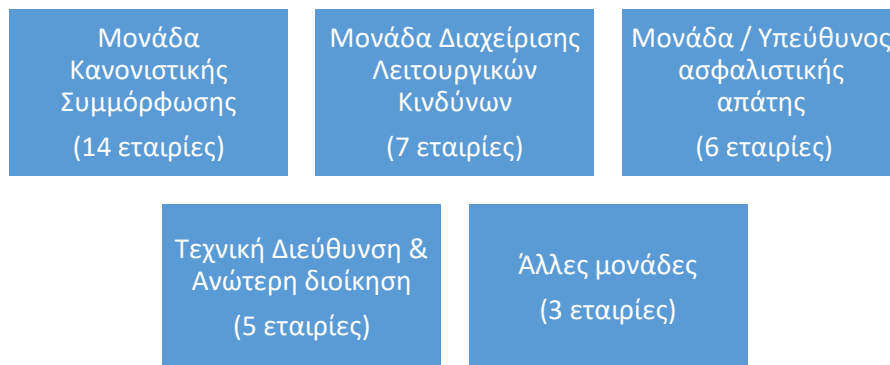 Μονάδα
Κανονιστικής
Συμμόρφωσης
(14 εταιρίες)
Μονάδα Διαχείρισης
Λειτουργικών
Κινδύνων
(7 εταιρίες)
Μονάδα / Υπεύθυνος
ασφαλιστικής
απάτης
(6 εταιρίες)
Τεχνική Διεύθυνση &
Ανώτερη διοίκηση
(5 εταιρίες)
Άλλες μονάδες
(3 εταιρίες)